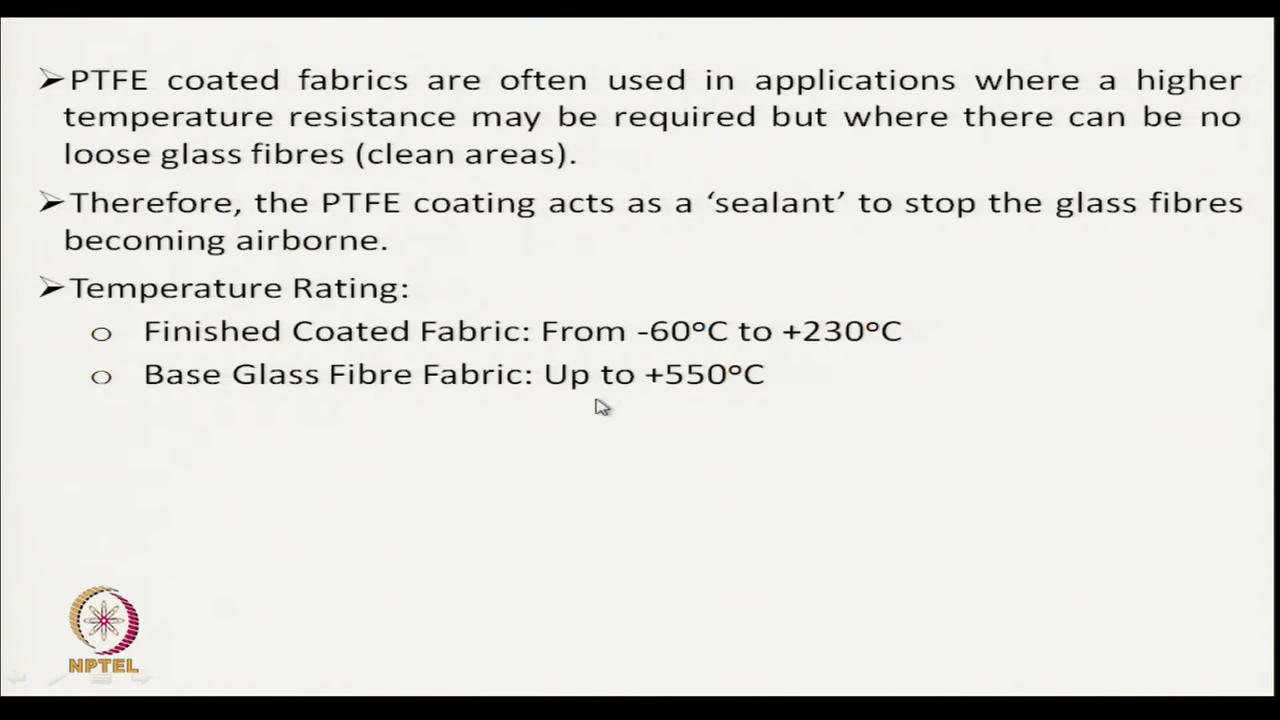 ➢PTFE coated fabrics are often used in applications where a higher
temperature resistance may be required but where there can be no
loose glass fibres (clean areas).
➢Therefore, the PTFE coating acts as a ‘sealant’ to stop the glass fibres
becoming airborne.
➢Temperature Rating:
o Finished Coated Fabric: From -60°C to +230°C
o Base Glass Fibre Fabric: Up to +550°C
NPTEL